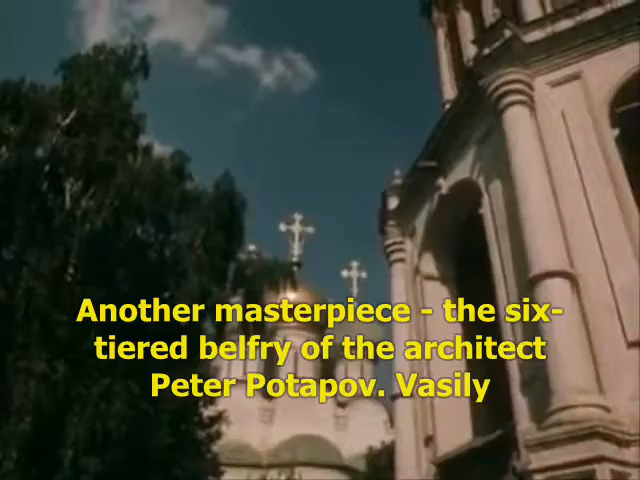 Another masterpiece - the six-
tiered belfry of the architect
Peter Potapov. Vasily